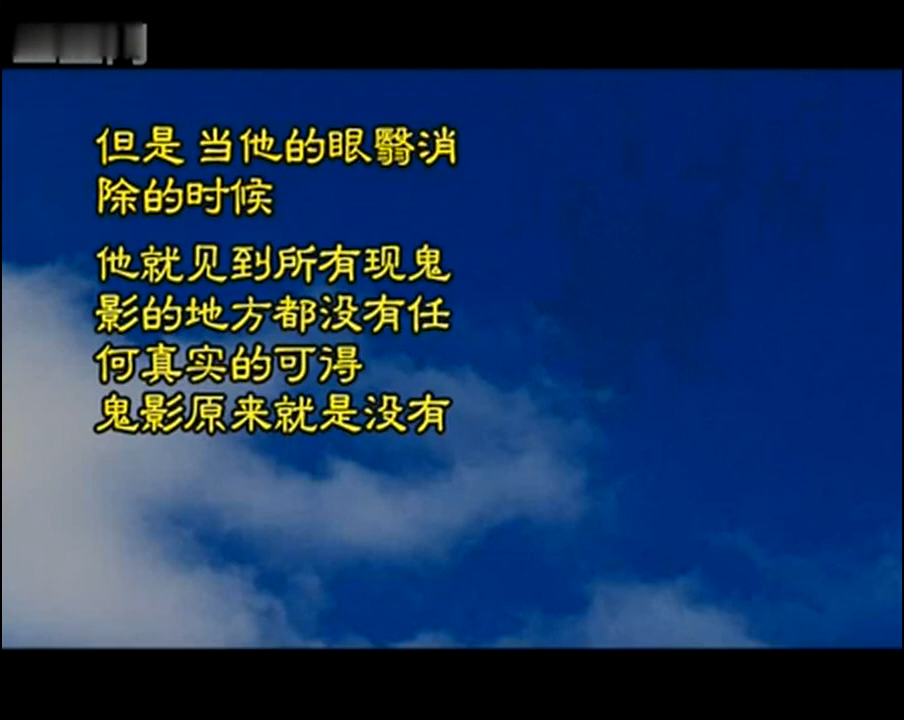 但是 当他的眼翳消
除的时候
他就见到所有现鬼
影的地方都没有任
何真实的可得
鬼影原来就是没有